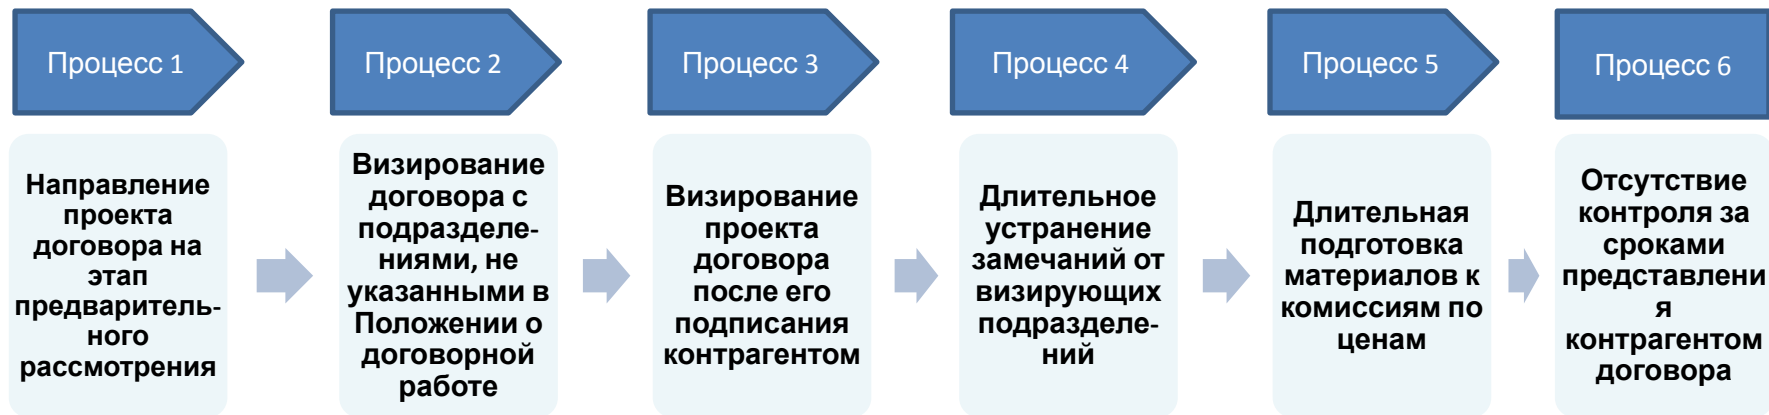 Процесс 1
Процесс 2
Процесс 3
Процесс 4
Процесс 5
Процесс 6
Направление
проекта
договора на
этап
предваритель-
ного
рассмотрения
Визирование
договора с
подразделе-
ниями, не
указанными в
Положении о
договорной
работе
Визирование
проекта
договора
после его
подписания
контрагентом
Длительное
устранение
замечаний от
визирующих
подразделе-
ний
Длительная
подготовка
материалов к
комиссиям по
ценам
Отсутствие
контроля за
сроками
представлени
я
контрагентом
договора